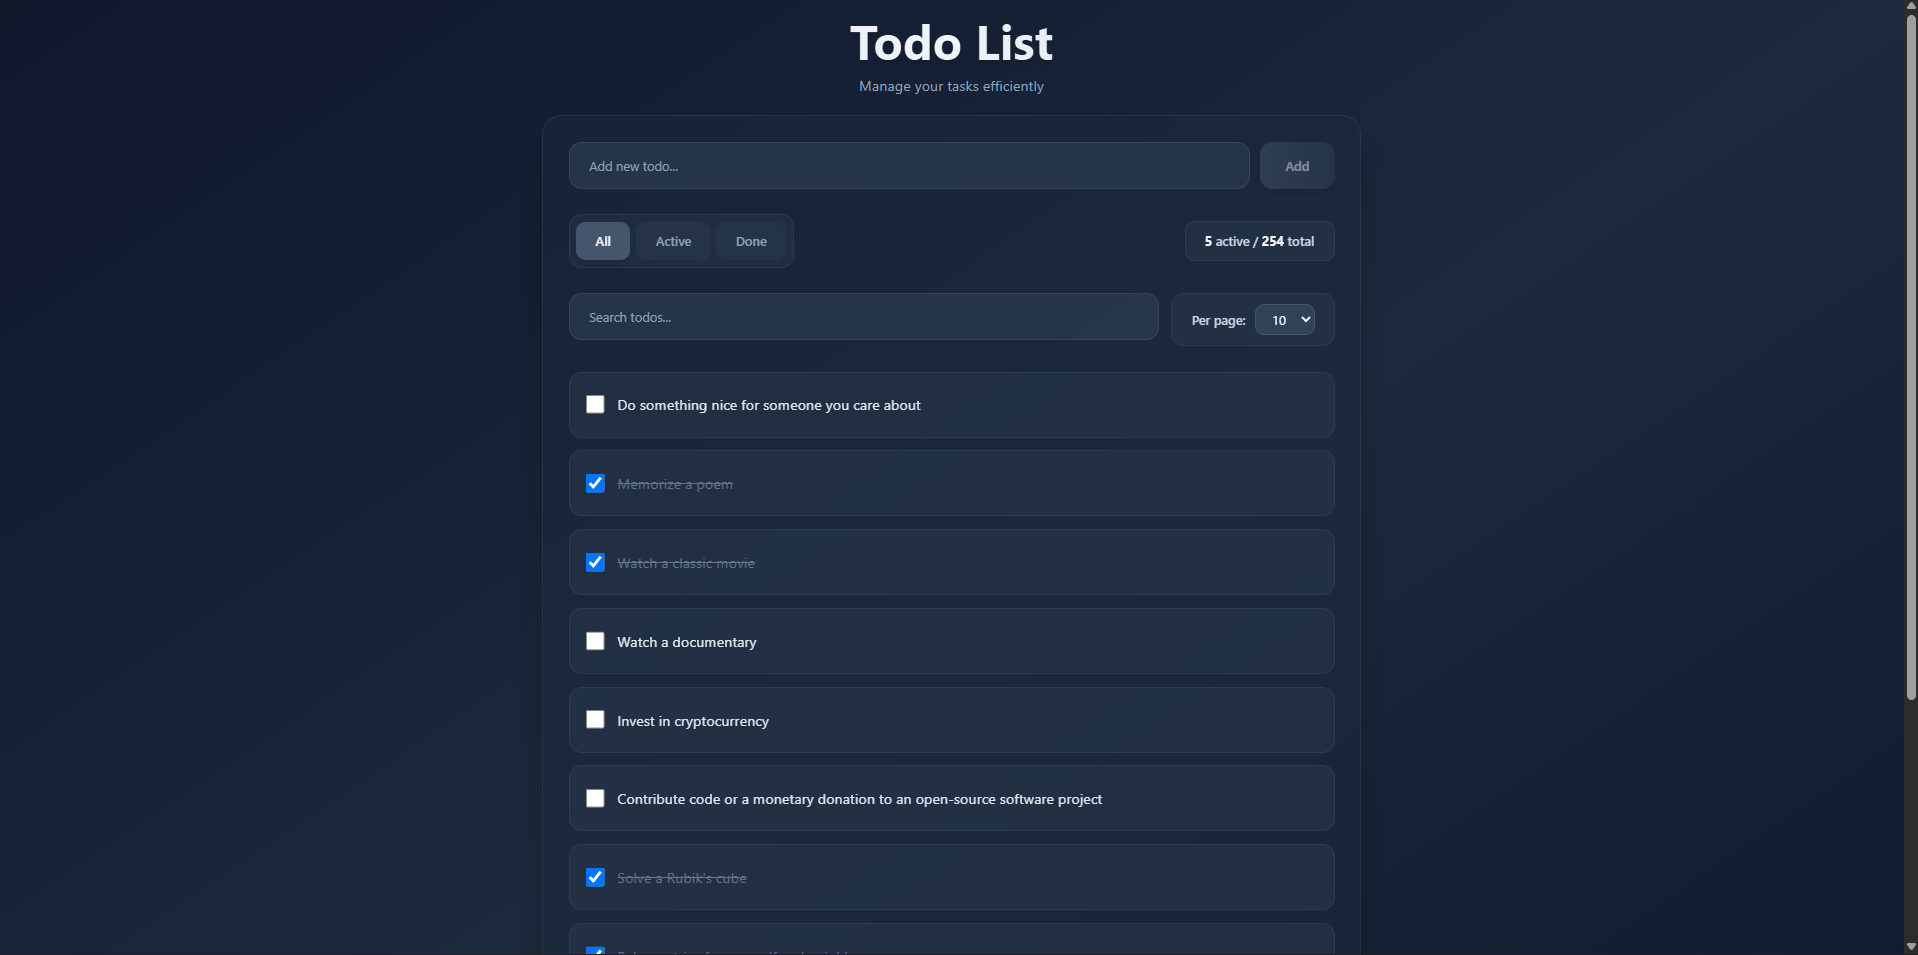 Todo List
Manage your tasks efficiently
Add new todo...
Add
All
Active
Done
5 active / 254 total
Search todos...
Per page:
10
Do something nice for someone you care about
Memorize a poem
Watch a classic movie
Watch a documentary
Invest in cryptocurrency
Contribute code or a monetary donation to an open-source software project
Solve a Rubik's cube